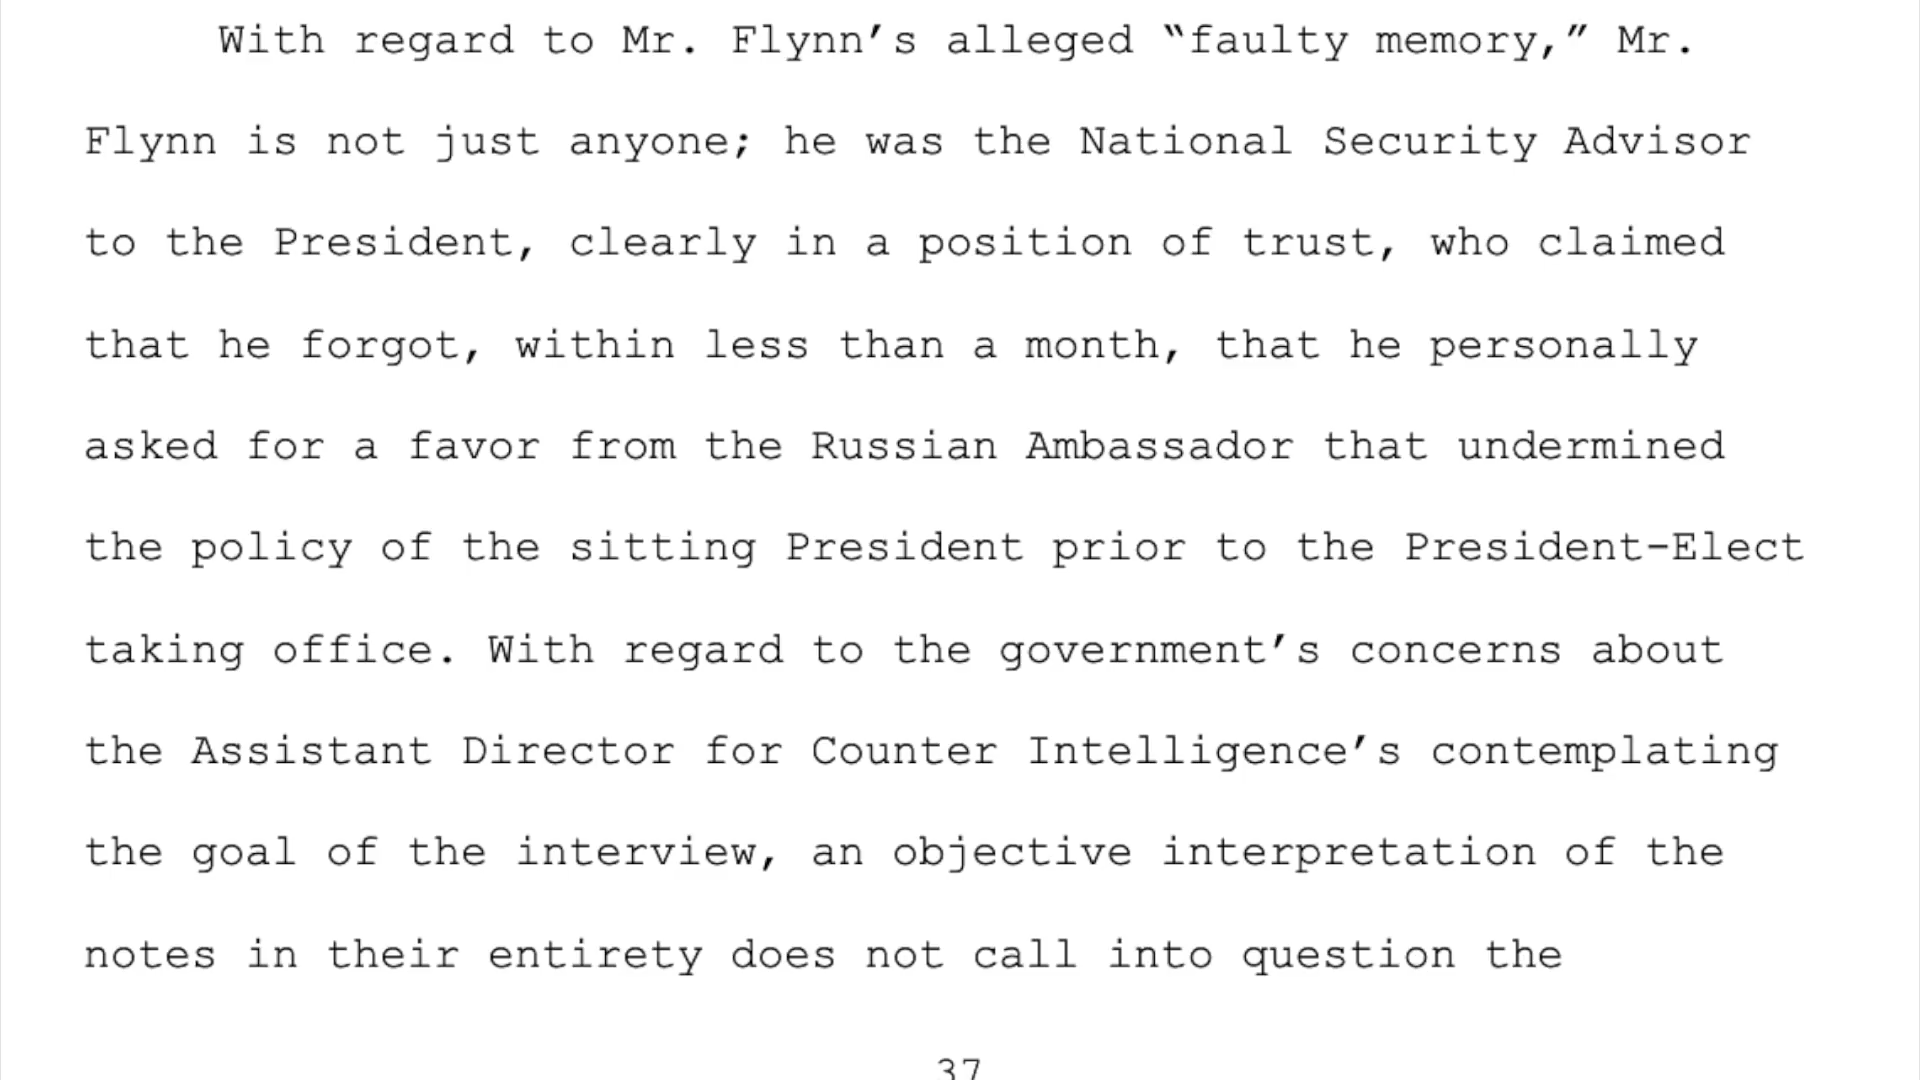 With regard to Mr. Flynn’s alleged “faulty memory,” Mr.
Flynn is not just anyone; he was the National Security Advisor
to the President, clearly in a position of trust, who claimed
that he forgot, within less than a month, that he personally
asked for a favor from the Russian Ambassador that undermined
the policy of the sitting President prior to the President-Elect
taking office. With regard to the government’s concerns about
the Assistant Director for Counter Intelligence’s contemplating
the goal of the interview, an objective interpretation of the
notes in their entirety does not call into question the
37